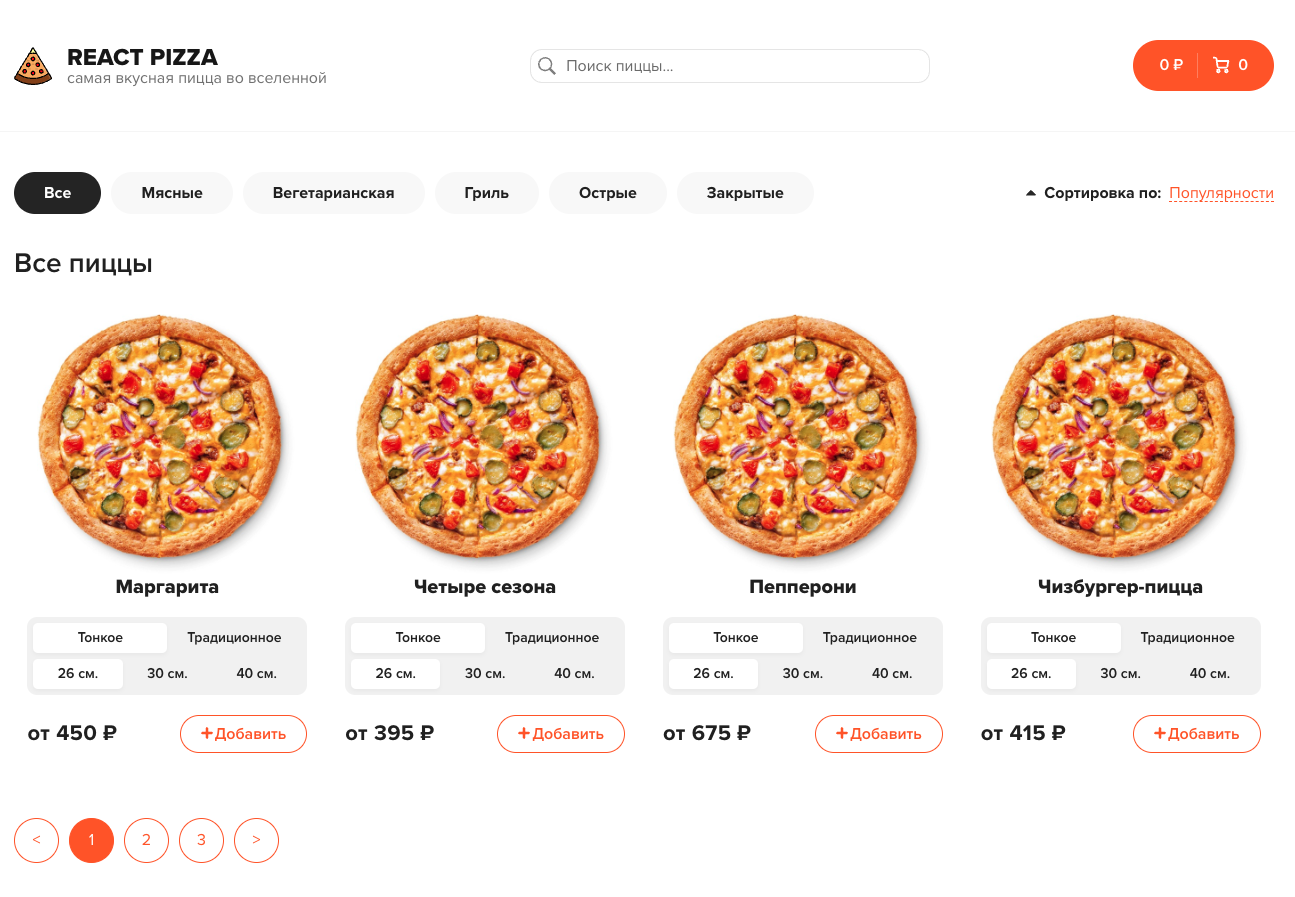 REACT PIZZA
самая вкусная пицца во вселенной
Поиск пиццы...
0 ₽ 0
Все Мясные Вегетарианская Гриль Острые Закрытые Сортировка по: Популярности
Все пиццы
Маргарита Четыре сезона Пепперони Чизбургер-пицца
Тонкое Традиционное Тонкое Традиционное Тонкое Традиционное Тонкое Традиционное
26 см. 30 см. 40 см. 26 см. 30 см. 40 см. 26 см. 30 см. 40 см. 26 см. 30 см. 40 см.
от 450 ₽ +Добавить от 395 ₽ +Добавить от 675 ₽ +Добавить от 415 ₽ +Добавить
< 1 2 3 >